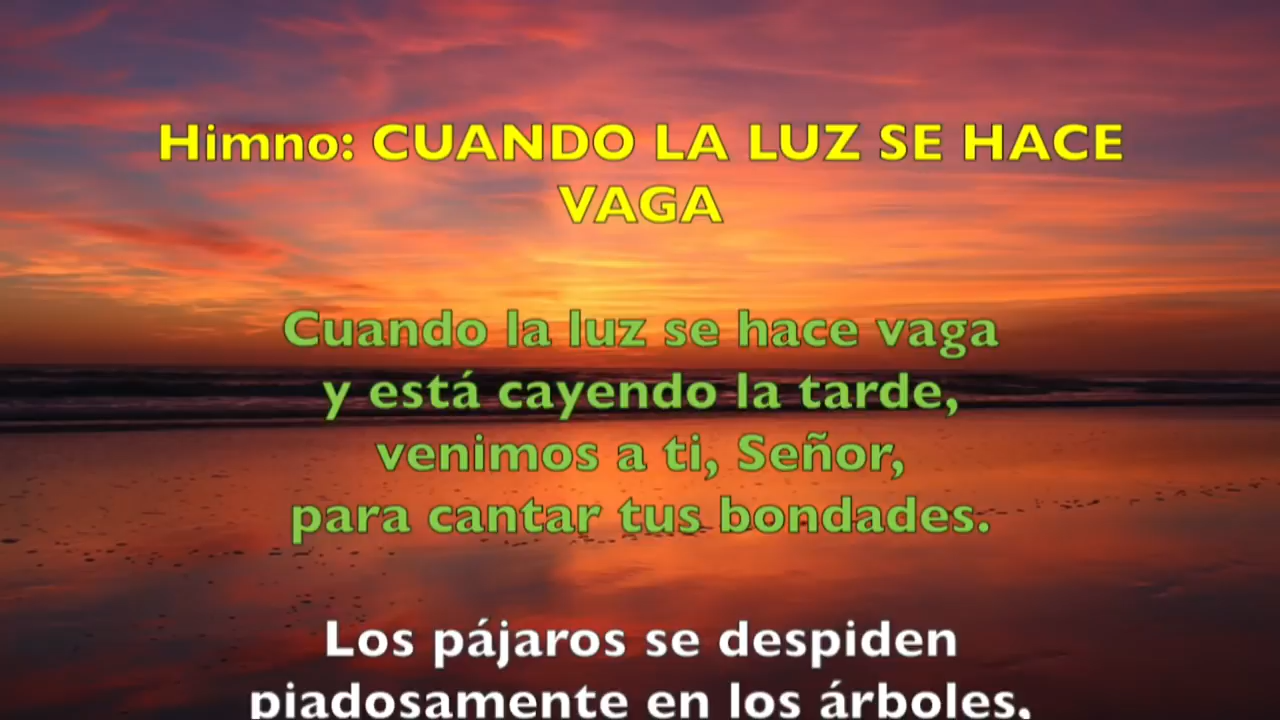 Himno: CUANDO LA LUZ SE HACE
VAGA
Cuando la luz se hace vaga
y está cayendo la tarde,
venimos a ti, Señor,
para cantar tus bondades.
Los pájaros se despiden
piadosamente en los árboles,